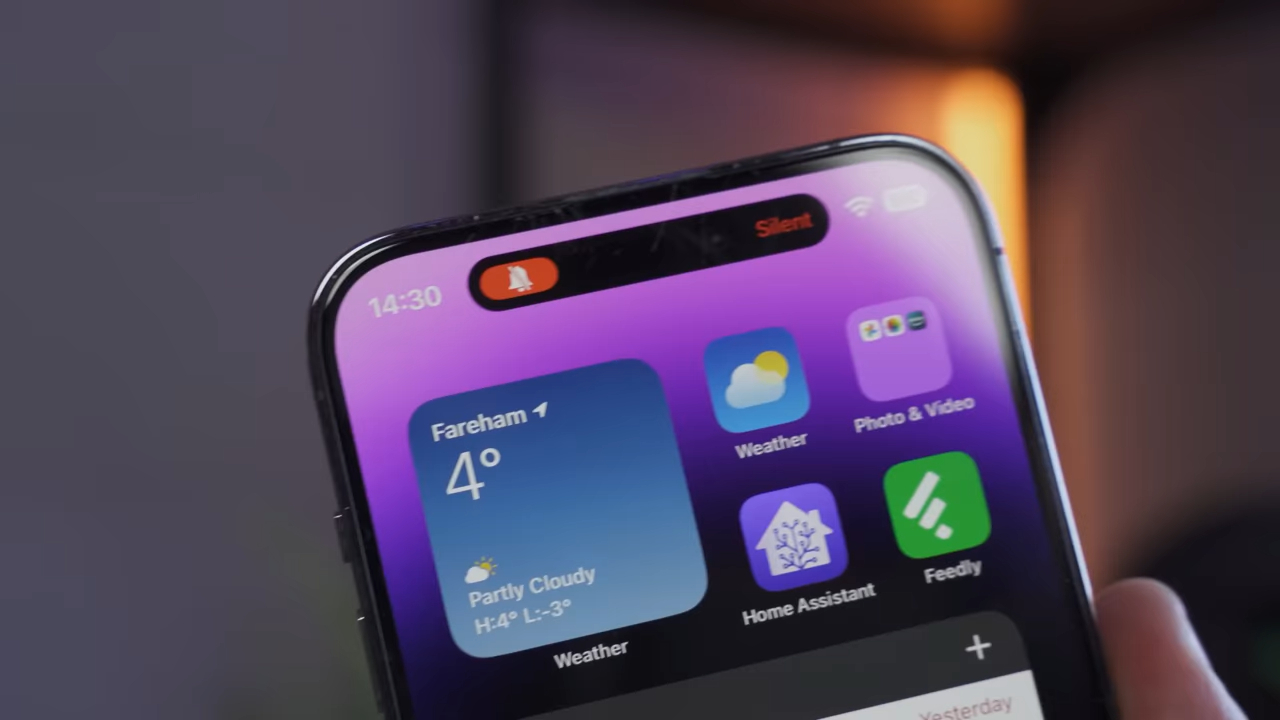 Silent
14:30
Fareham
4°
Partly Cloudy
H:4° L:-3°
Weather
Weather
Photo & Video
Home Assistant
Feedly
+
Yesterday